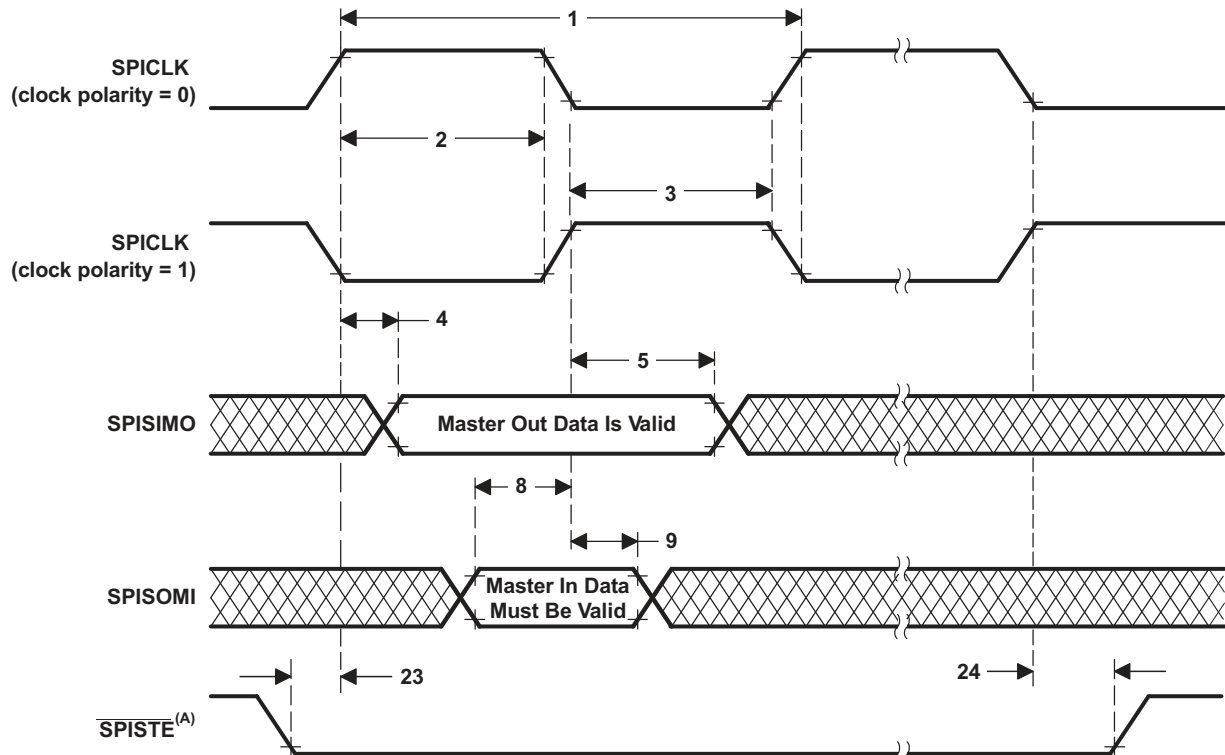 1
SPICLK
(clock polarity = 0)
2
3
SPICLK
(clock polarity = 1)
4
5
SPISIMO
Master Out Data Is Valid
8
9
SPISOMI
Master In Data
Must Be Valid
23
24
SPISTE(A)